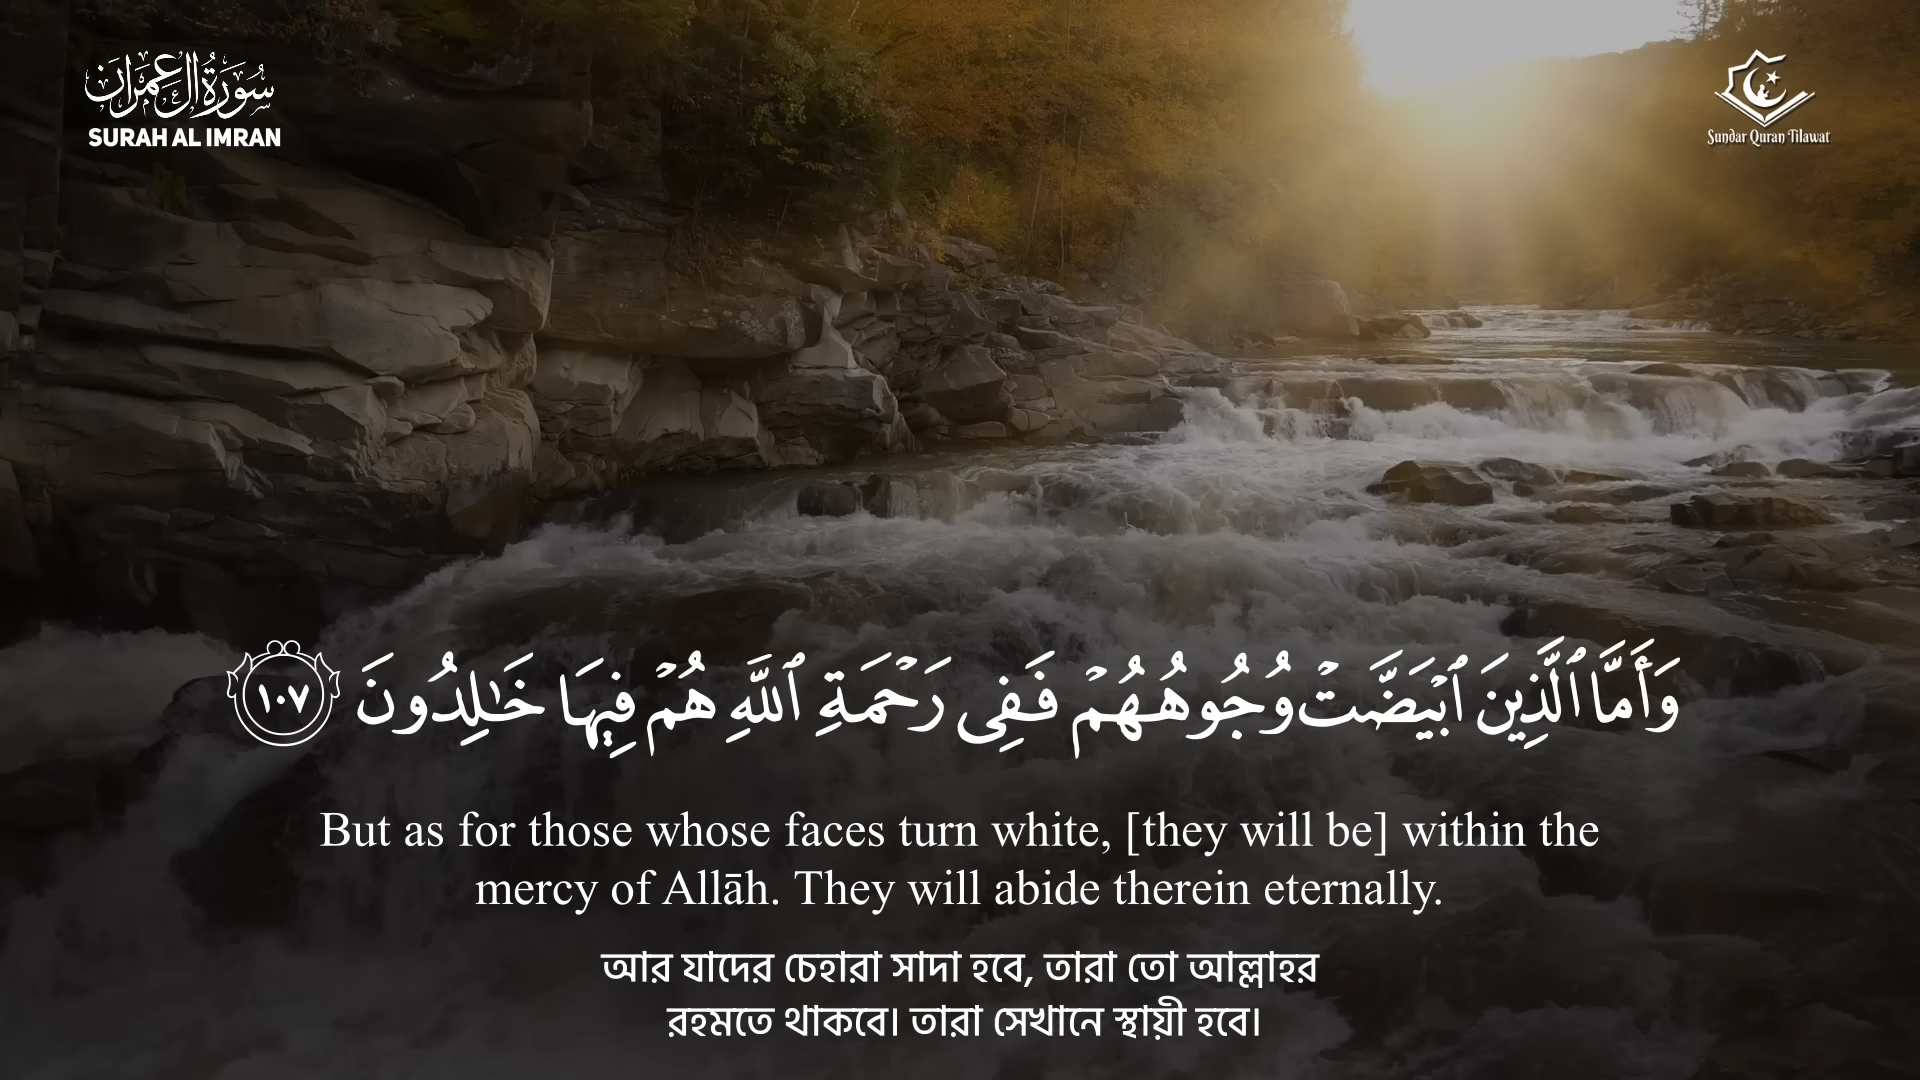 سُورَةُ آلِ عِمْرَان
SURAH AL IMRAN
Sundar Quran Tilawat
وَأَمَّا ٱلَّذِينَ ٱبۡيَضَّتۡ وُجُوهُهُمۡ فَفِى رَحۡمَةِ ٱللَّهِ هُمۡ فِيهَا خَٰلِدُونَ ١٠٧
But as for those whose faces turn white, [they will be] within the
mercy of Allāh. They will abide therein eternally.
আর যাদের চেহারা সাদা হবে, তারা তো আল্লাহর
রহমতে থাকবে। তারা সেখানে স্থায়ী হবে।